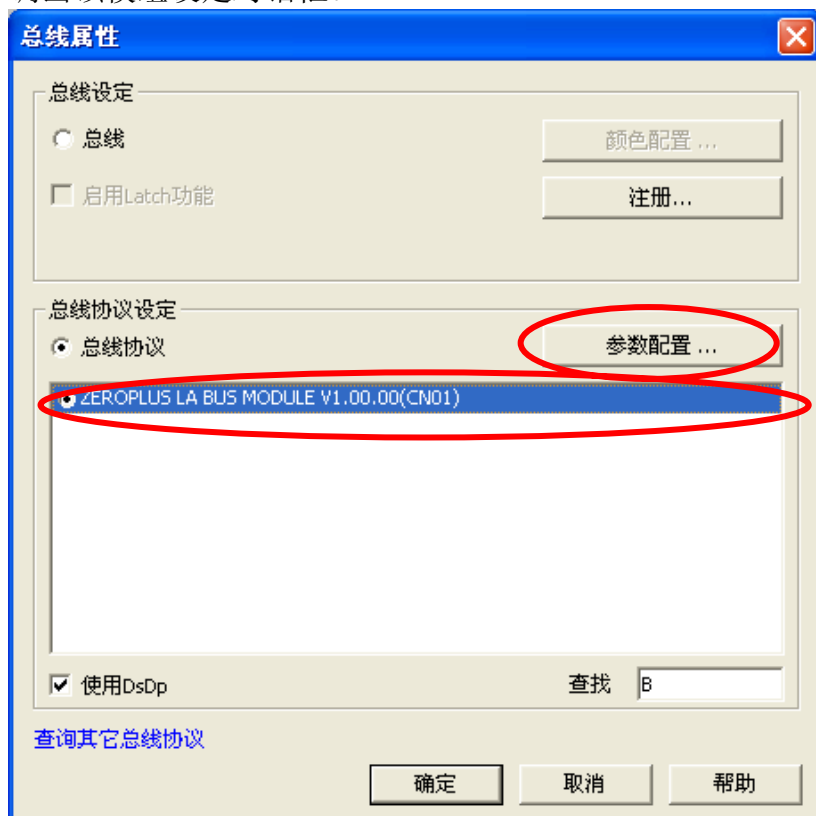 总线属性
总线设定
总线
颜色配置 ...
启用Latch功能
注册...
总线协议设定
总线协议
参数配置 ...
ZEROPLUS LA BUS MODULE V1.00.00(CN01)
使用DsDp
查找 B
查询其它总线协议
确定 取消 帮助